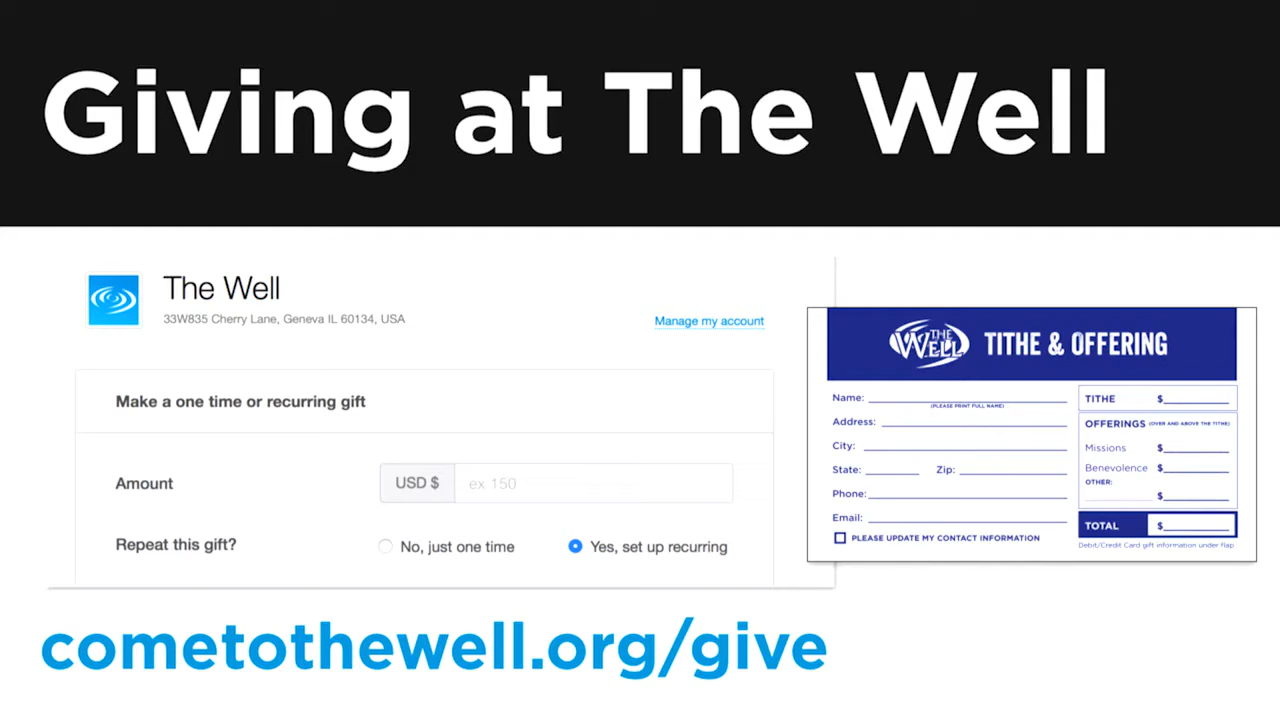 Giving at The Well
The Well
33W835 Cherry Lane, Geneva IL 60134, USA
Manage my account
Make a one time or recurring gift
Amount
USD $
ex 150
Repeat this gift?
No, just one time
Yes, set up recurring
THE WELL
TITHE & OFFERING
Name:
(PLEASE PRINT FULL NAME)
Address:
City:
State:
Zip:
Phone:
Email:
PLEASE UPDATE MY CONTACT INFORMATION
TITHE $
OFFERINGS (OVER AND ABOVE THE TITHE)
Missions $
Benevolence $
OTHER:
$
TOTAL $
Debit/Credit Card gift information under flap
cometothewell.org/give